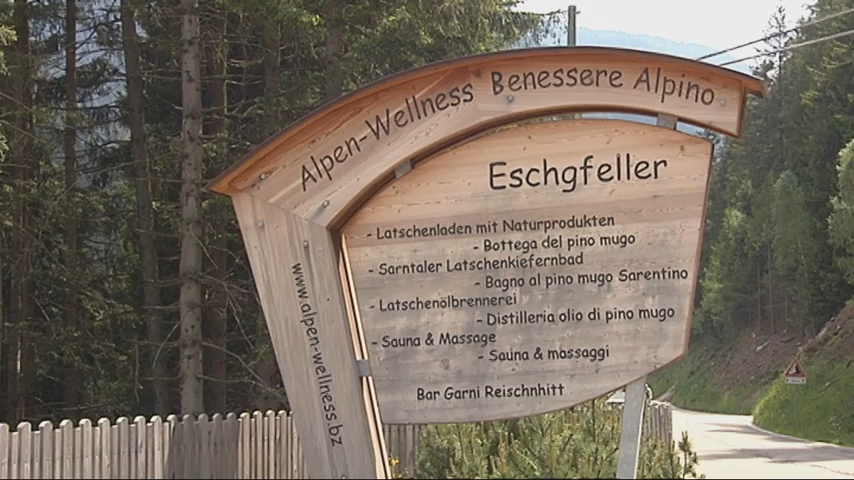 Alpen-Wellness Benessere Alpino
Eschgfeller
- Latschenladen mit Naturprodukten
- Bottega del pino mugo
- Sarntaler Latschenkiefernbad
- Bagno al pino mugo Sarentino
- Latschenölbrennerei
- Distilleria olio di pino mugo
- Sauna & Massage
- Sauna & massaggi
Bar Garni Reischnhitt
www.alpen-wellness.bz